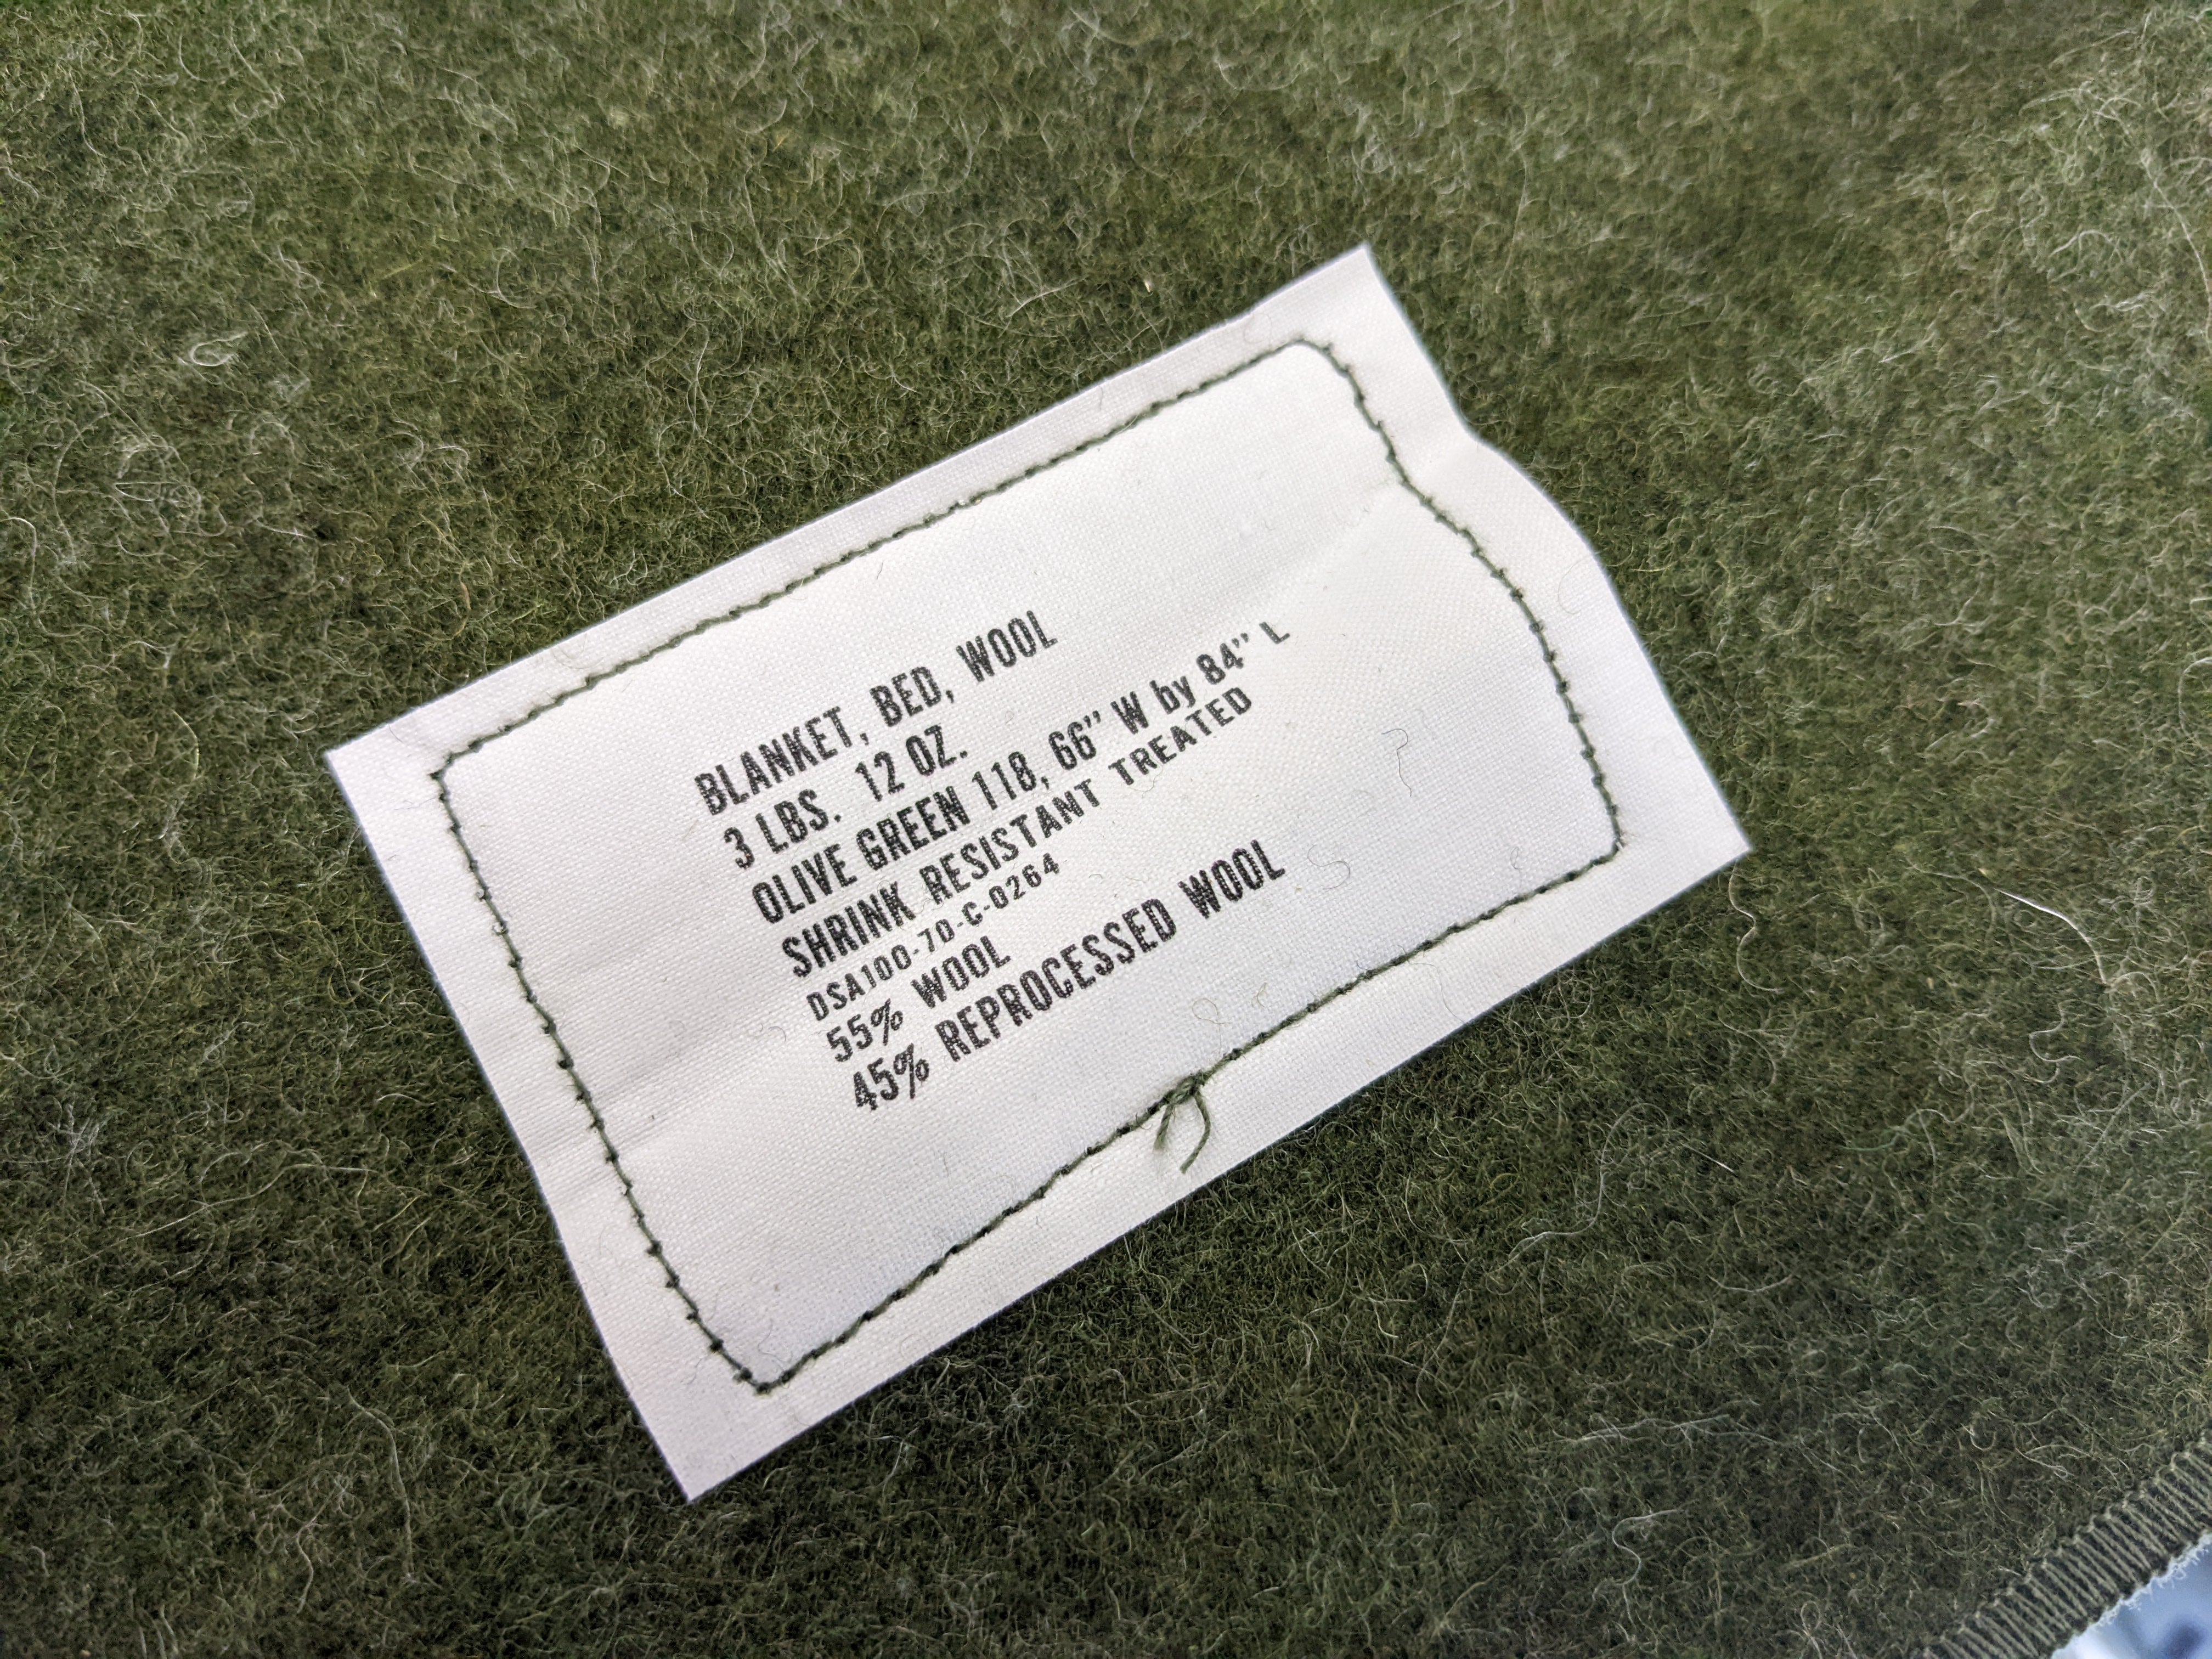 BLANKET, BED, WOOL
3 LBS. 12 OZ.
OLIVE GREEN 118, 66" W by 84" L
SHRINK RESISTANT TREATED
DSA100-70-C-0264
55% WOOL
45% REPROCESSED WOOL